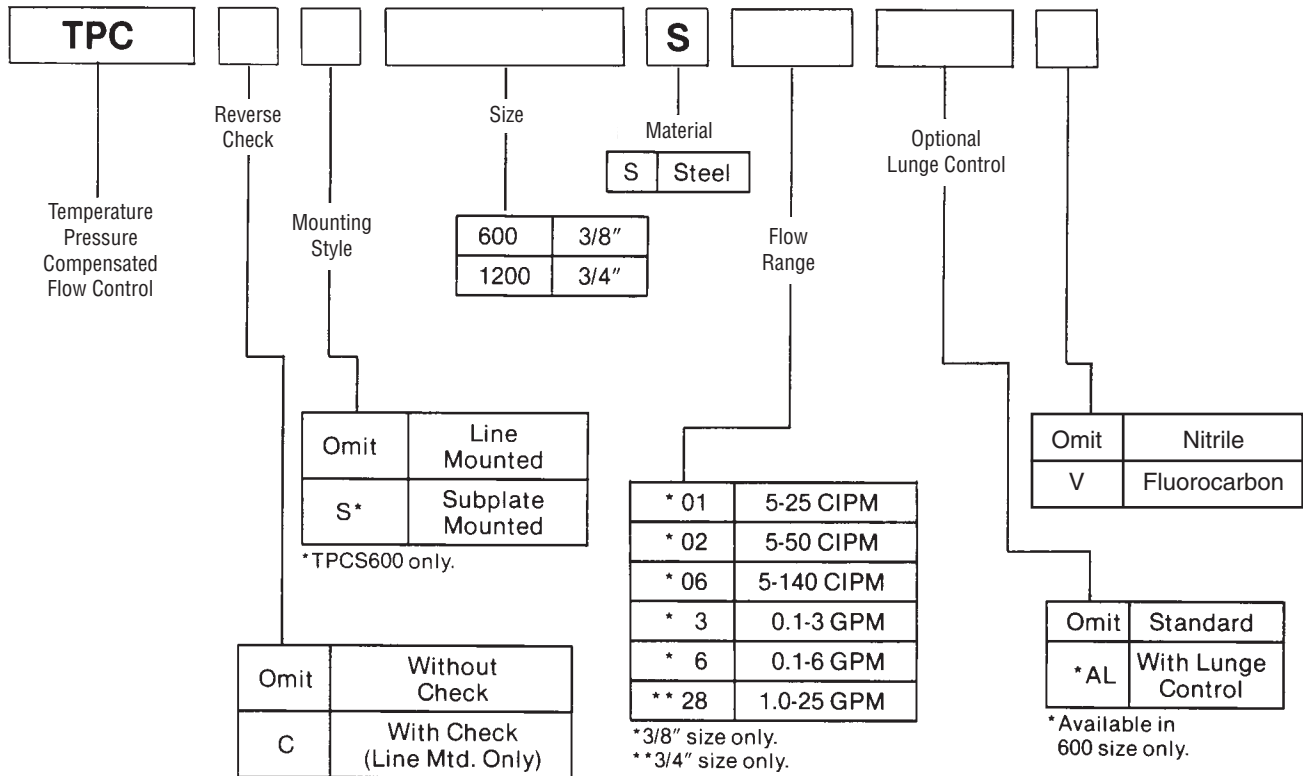 TPC S
Reverse
Check
Size
Material
S Steel
Optional
Lunge Control
Temperature
Pressure
Compensated
Flow Control
Mounting
Style
600 3/8"
1200 3/4"
Flow
Range
Omit Line
Mounted
S* Subplate
Mounted
*TPCS600 only.
Omit Without
Check
C With Check
(Line Mtd. Only)
* 01 5-25 CIPM
* 02 5-50 CIPM
* 06 5-140 CIPM
* 3 0.1-3 GPM
* 6 0.1-6 GPM
** 28 1.0-25 GPM
*3/8" size only.
**3/4" size only.
Omit Nitrile
V Fluorocarbon
Omit Standard
*AL With Lunge
Control
*Available in
600 size only.